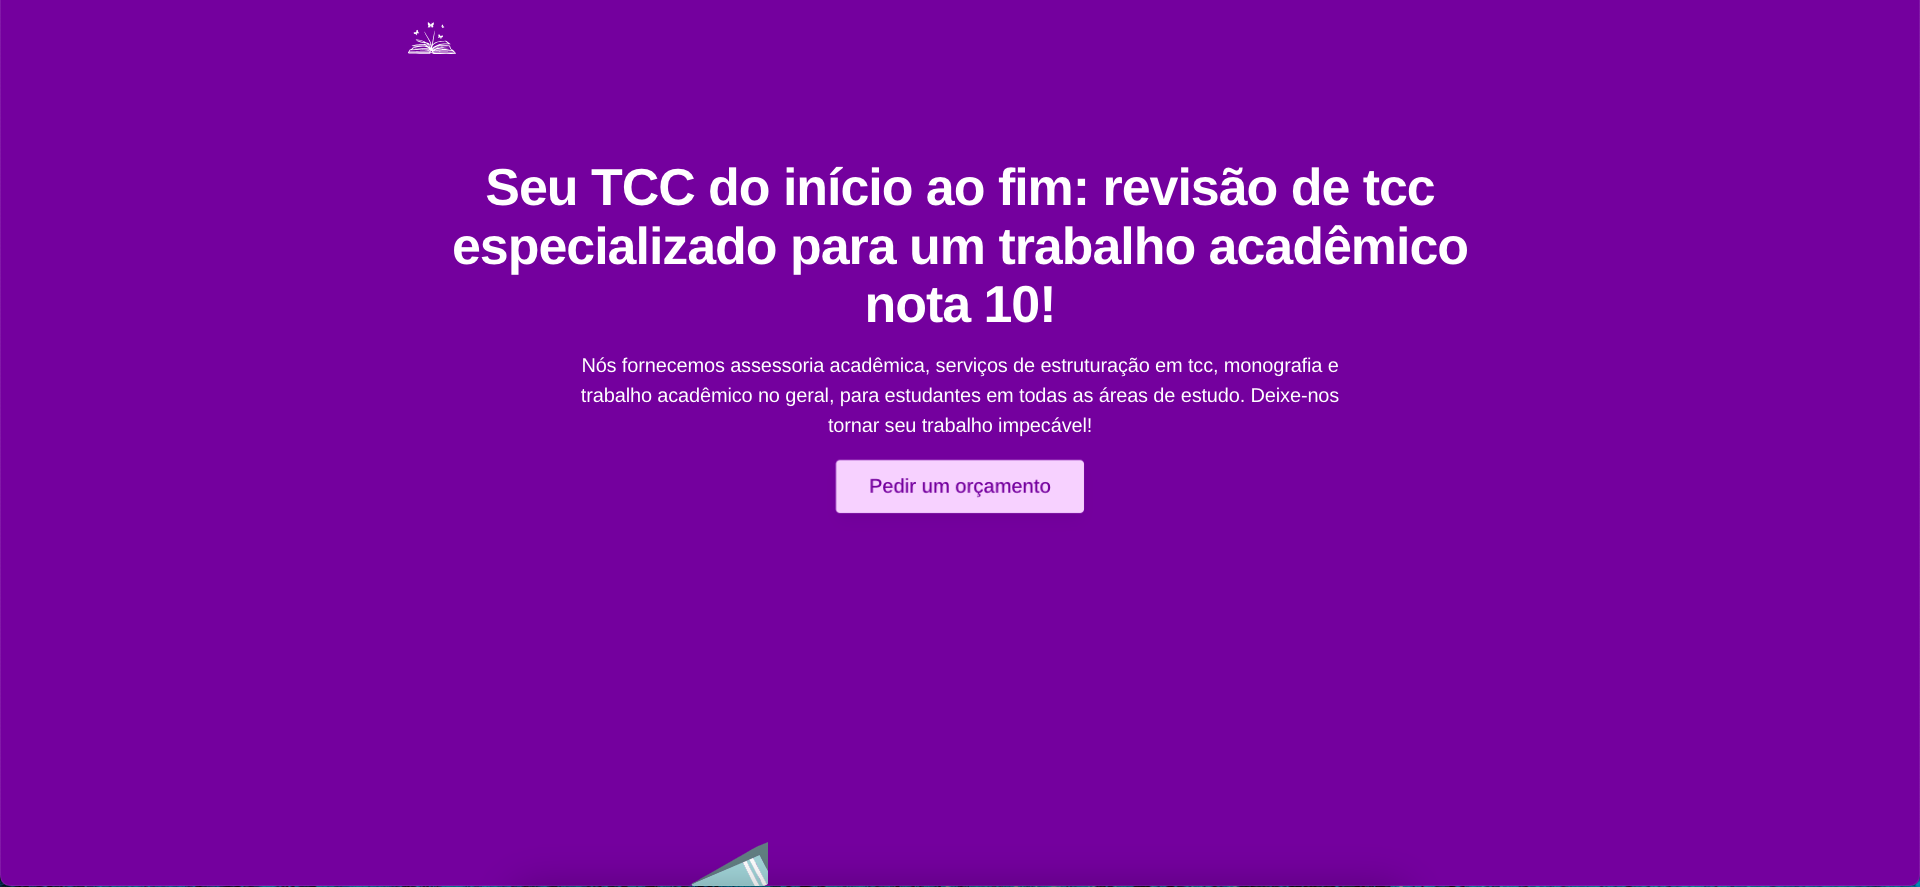 Seu TCC do início ao fim: revisão de tcc
especializado para um trabalho acadêmico
nota 10!
Nós fornecemos assessoria acadêmica, serviços de estruturação em tcc, monografia e
trabalho acadêmico no geral, para estudantes em todas as áreas de estudo. Deixe-nos
tornar seu trabalho impecável!
Pedir um orçamento